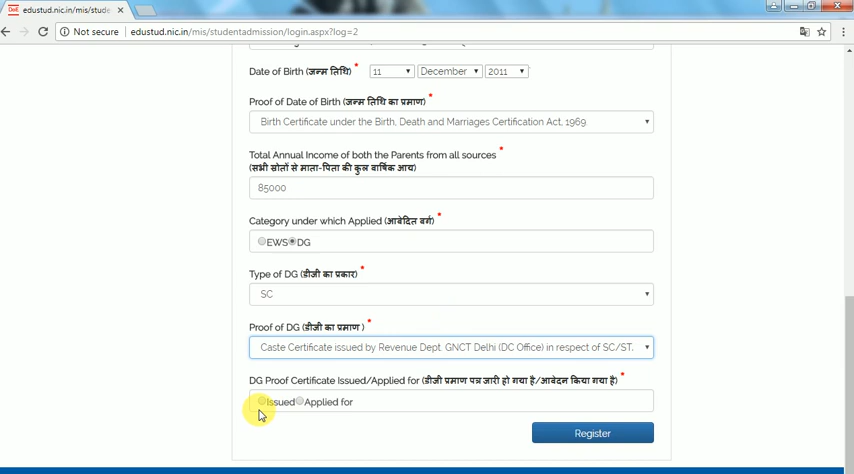 edustud.nic.in/mis/stude
Not secure edustud.nic.in/mis/studentadmission/login.aspx?log=2
Date of Birth (जन्म तिथि) * 11 December 2011
Proof of Date of Birth (जन्म तिथि का प्रमाण) *
Birth Certificate under the Birth, Death and Marriages Certification Act, 1969.
Total Annual Income of both the Parents from all sources *
(सभी स्रोतों से माता-पिता की कुल वार्षिक आय)
85000
Category under which Applied (आवेदित वर्ग) *
EWS DG
Type of DG (डीजी का प्रकार) *
SC
Proof of DG (डीजी का प्रमाण ) *
Caste Certificate issued by Revenue Dept. GNCT Delhi (DC Office) in respect of SC/ST.
DG Proof Certificate Issued/Applied for (डीजी प्रमाण पत्र जारी हो गया है/आवेदन किया गया है) *
Issued Applied for
Register